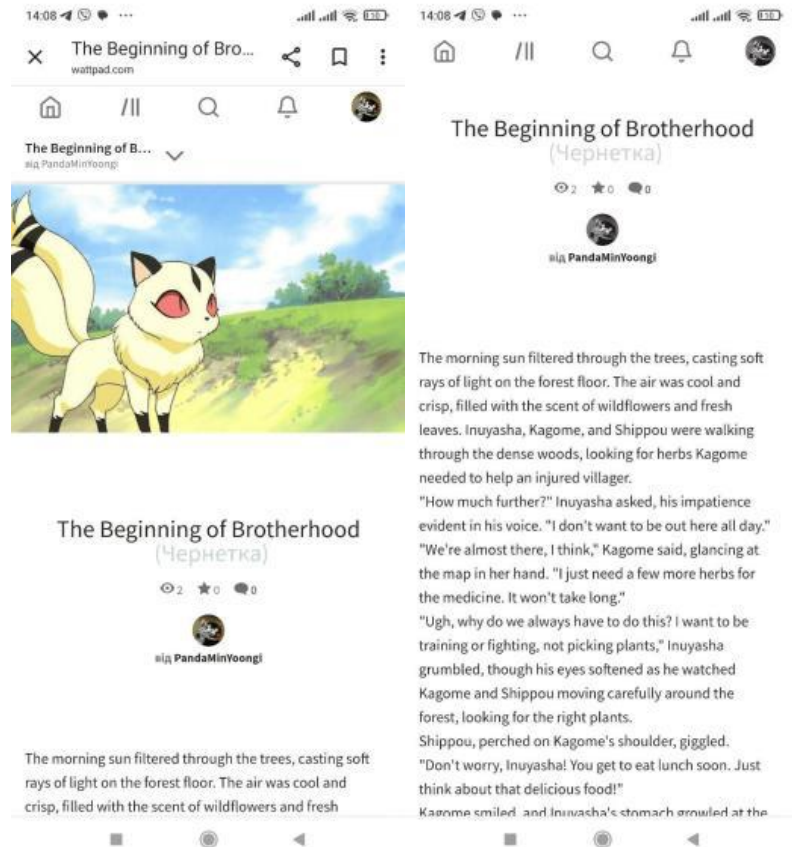 14:08
The Beginning of Bro...
wattpad.com
The Beginning of B...
від PandaMinYoongi
The Beginning of Brotherhood
(Чернетка)
2 0 0
від PandaMinYoongi
The morning sun filtered through the trees, casting soft
rays of light on the forest floor. The air was cool and
crisp, filled with the scent of wildflowers and fresh
14:08
The Beginning of Brotherhood
(Чернетка)
2 0 0
від PandaMinYoongi
The morning sun filtered through the trees, casting soft
rays of light on the forest floor. The air was cool and
crisp, filled with the scent of wildflowers and fresh
leaves. Inuyasha, Kagome, and Shippou were walking
through the dense woods, looking for herbs Kagome
needed to help an injured villager.
"How much further?" Inuyasha asked, his impatience
evident in his voice. "I don't want to be out here all day."
"We're almost there, I think," Kagome said, glancing at
the map in her hand. "I just need a few more herbs for
the medicine. It won't take long."
"Ugh, why do we always have to do this? I want to be
training or fighting, not picking plants," Inuyasha
grumbled, though his eyes softened as he watched
Kagome and Shippou moving carefully around the
forest, looking for the right plants.
Shippou, perched on Kagome's shoulder, giggled.
"Don't worry, Inuyasha! You get to eat lunch soon. Just
think about that delicious food!"
Kagome smiled, and Inuyasha's stomach growled at the